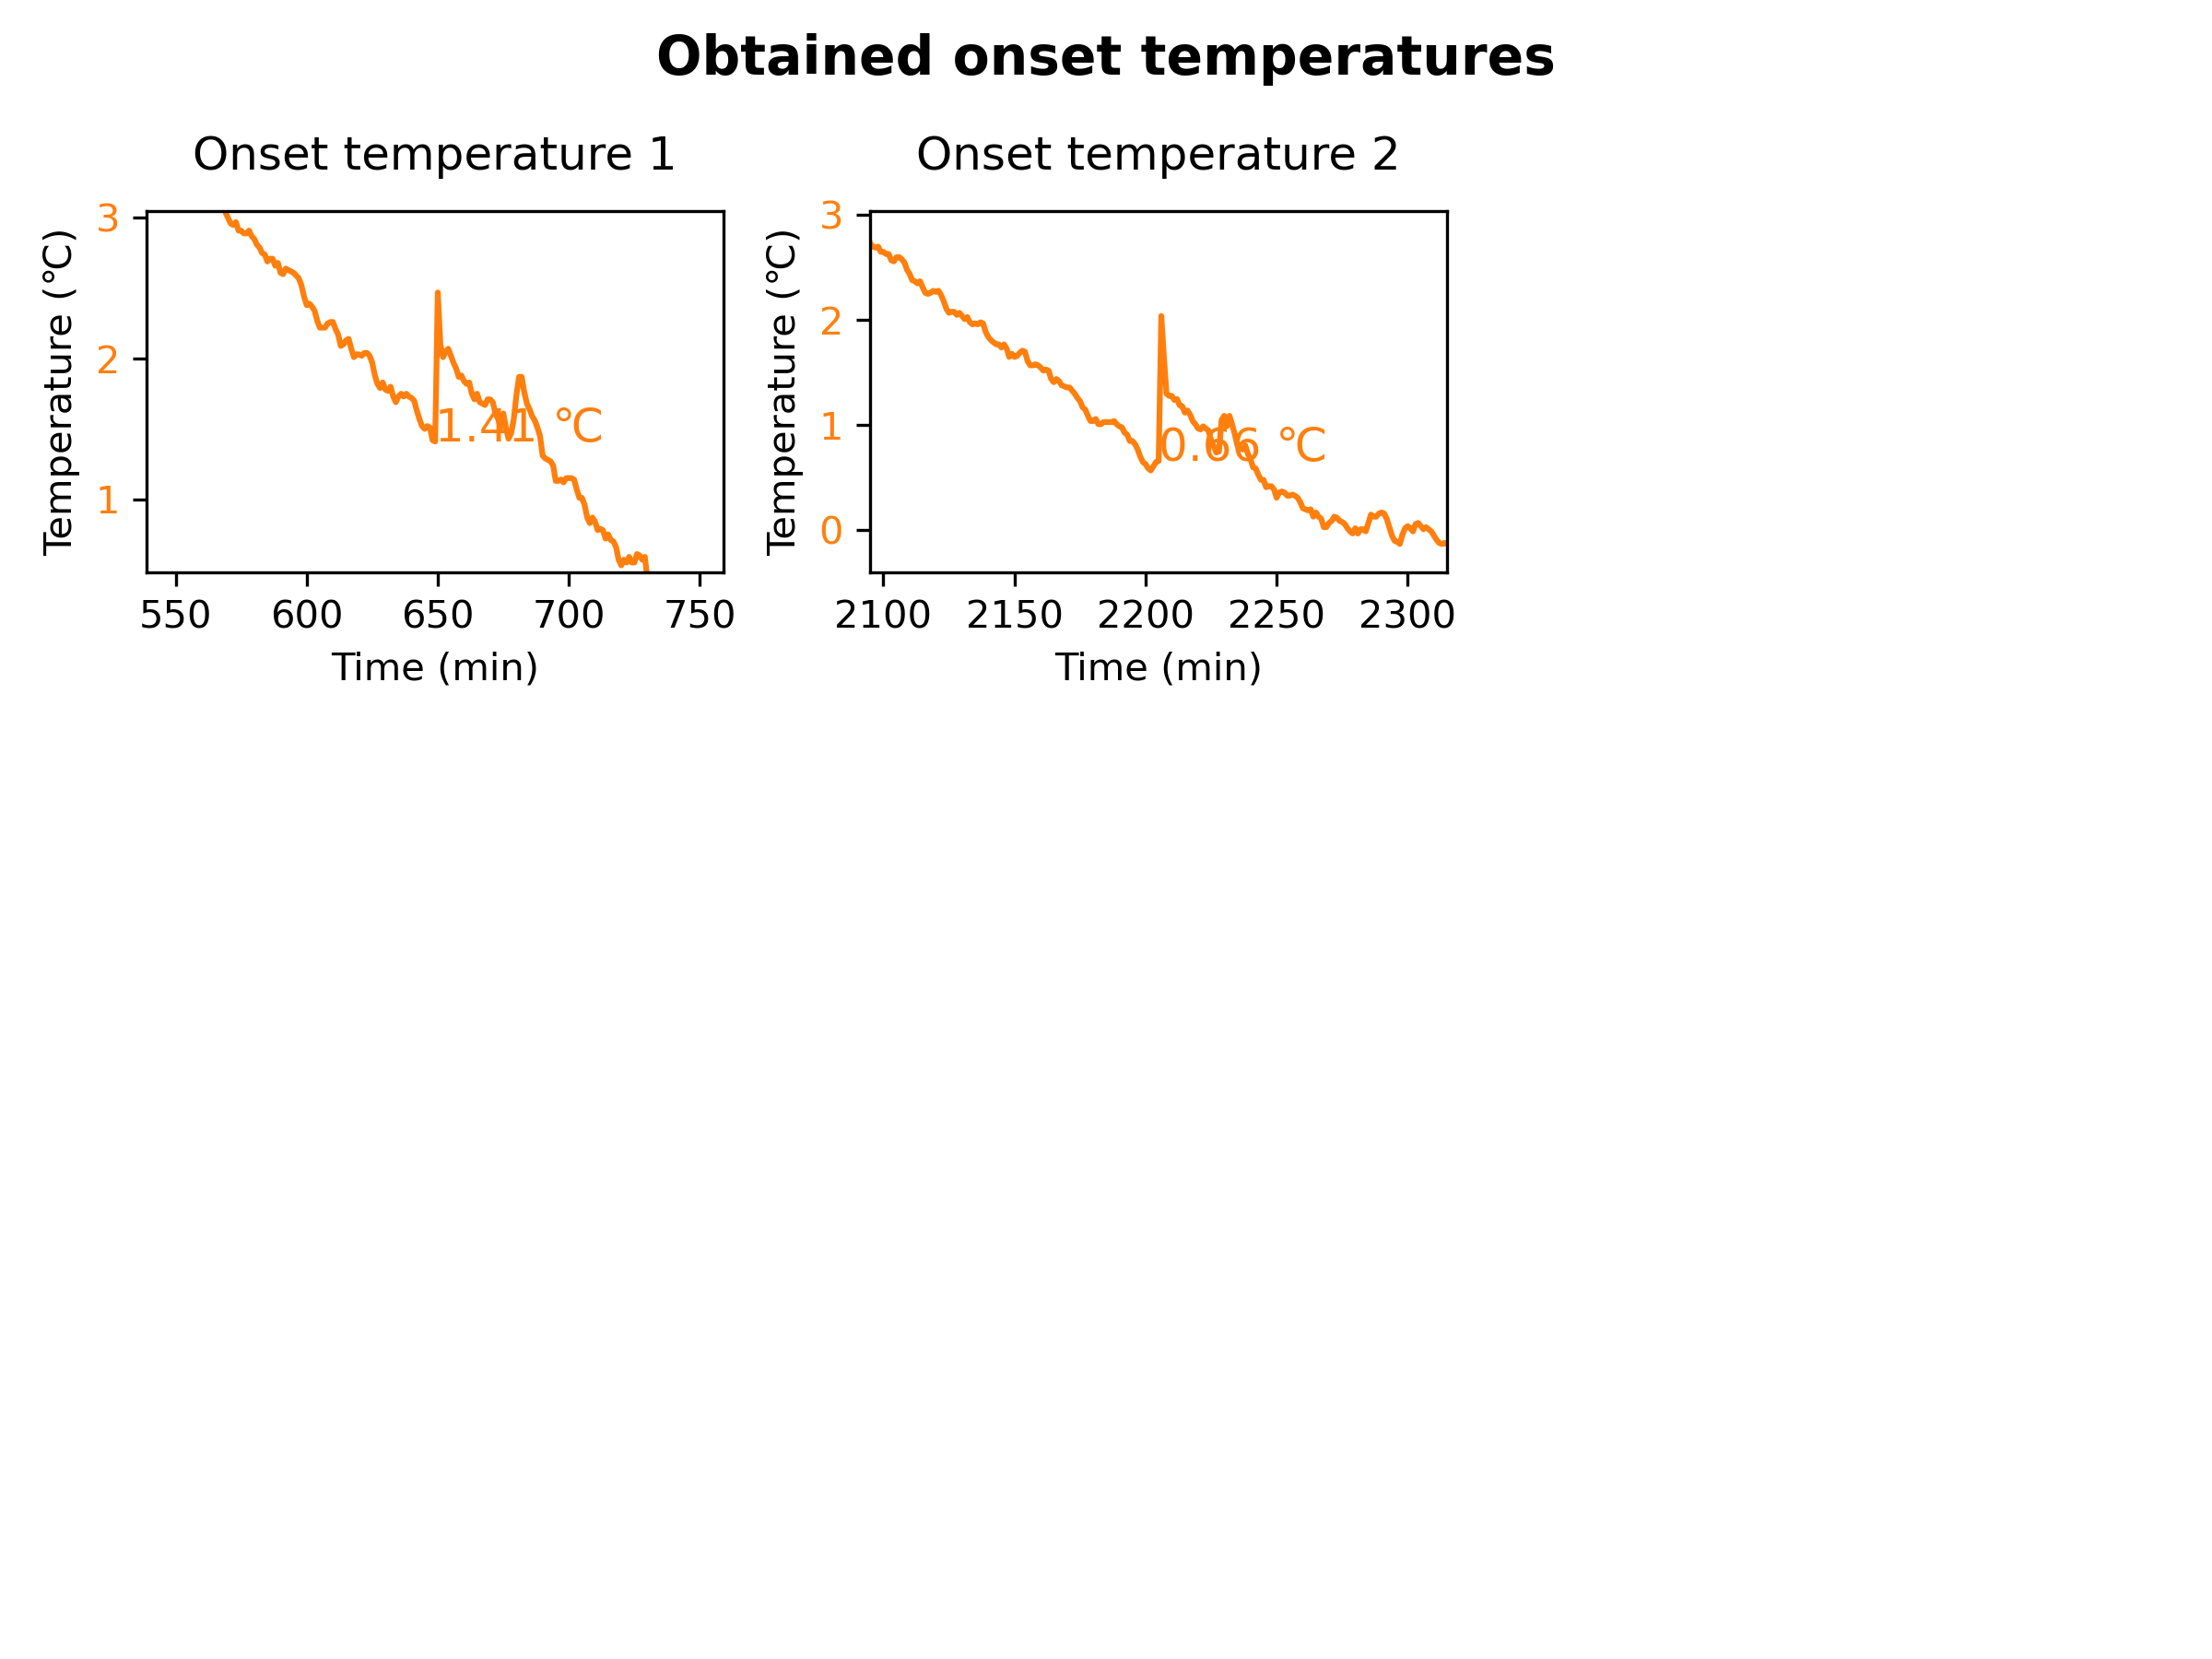 Obtained onset temperatures
Onset temperature 1
Temperature (°C)
3
2
1
1.41 °C
550 600 650 700 750
Time (min)
Onset temperature 2
Temperature (°C)
3
2
1
0
0.66 °C
2100 2150 2200 2250 2300
Time (min)